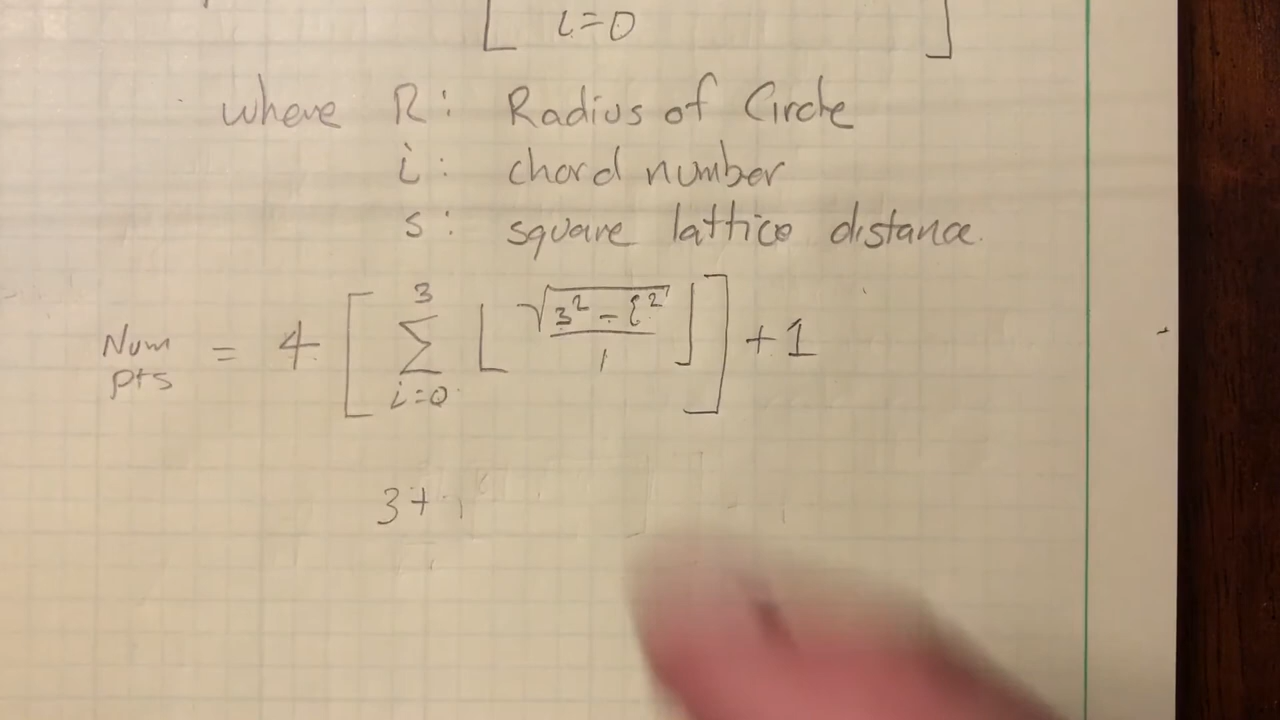 i=0
where R: Radius of Circle
i: chord number
s: square lattice distance.
Num pts = 4 [ 3 ∑ i=0 ⌊ √3² - i² / 1 ⌋ ] + 1
3+